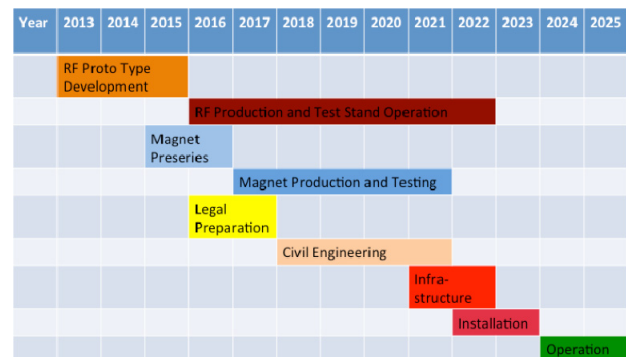 Year 2013 2014 2015 2016 2017 2018 2019 2020 2021 2022 2023 2024 2025
RF Proto Type
Development
RF Production and Test Stand Operation
Magnet
Preseries
Magnet Production and Testing
Legal
Preparation
Civil Engineering
Infra-
structure
Installation
Operation